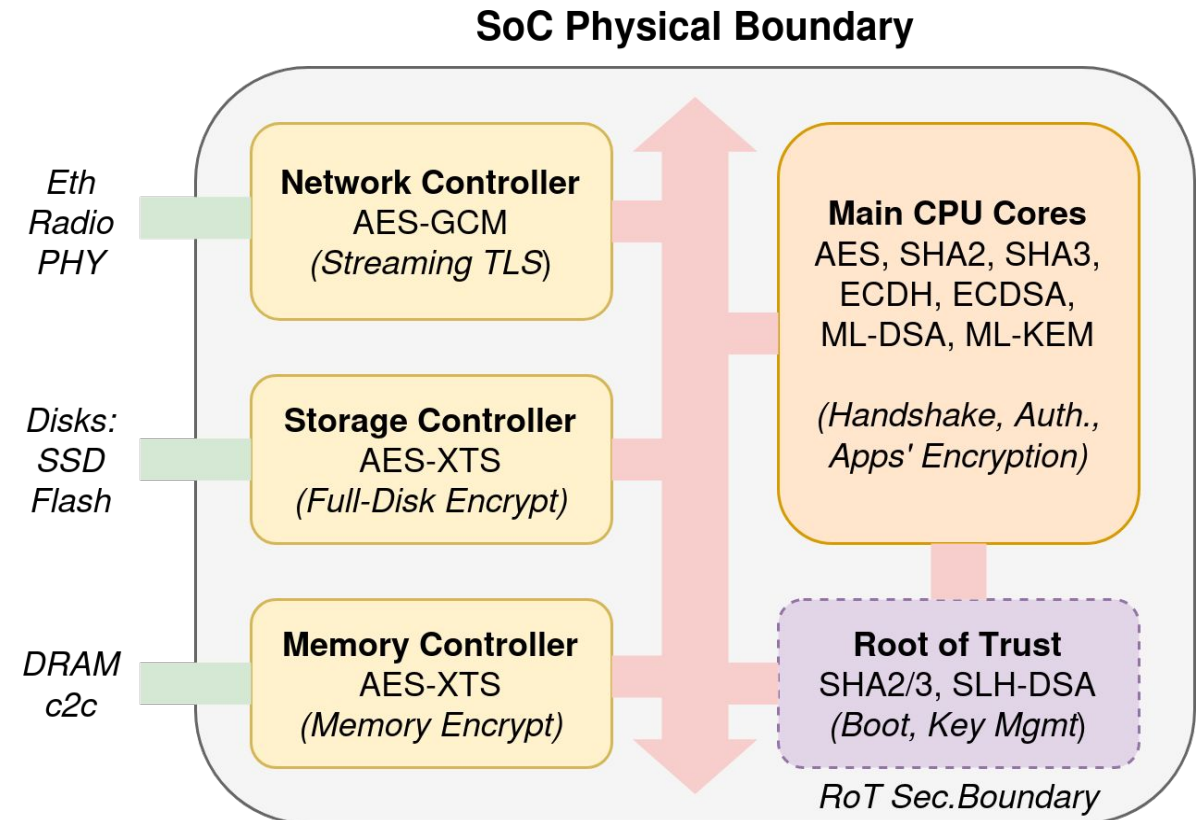 SoC Physical Boundary
Eth
Radio
PHY
Network Controller
AES-GCM
(Streaming TLS)
Main CPU Cores
AES, SHA2, SHA3,
ECDH, ECDSA,
ML-DSA, ML-KEM
(Handshake, Auth.,
Apps' Encryption)
Disks:
SSD
Flash
Storage Controller
AES-XTS
(Full-Disk Encrypt)
DRAM
c2c
Memory Controller
AES-XTS
(Memory Encrypt)
Root of Trust
SHA2/3, SLH-DSA
(Boot, Key Mgmt)
RoT Sec.Boundary